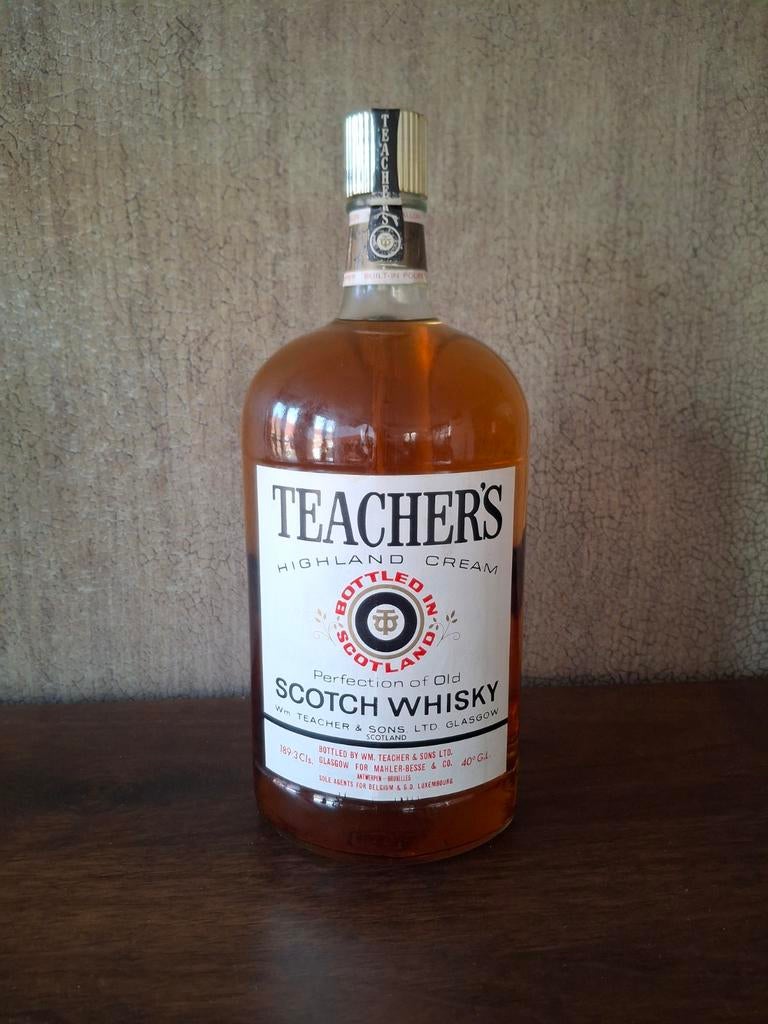 TEACHER'S
BUILT-IN POUR
TEACHER'S
HIGHLAND CREAM
BOTTLED IN
SCOTLAND
Perfection of Old
SCOTCH WHISKY
Wm. TEACHER & SONS. LTD. GLASGOW
SCOTLAND
189·3 Cls.
BOTTLED BY WM. TEACHER & SONS LTD.
GLASGOW FOR MAHLER-BESSE & CO.
40° G.L.
ANTWERPEN - BRUXELLES
SOLE AGENTS FOR BELGIUM & G.D. LUXEMBOURG